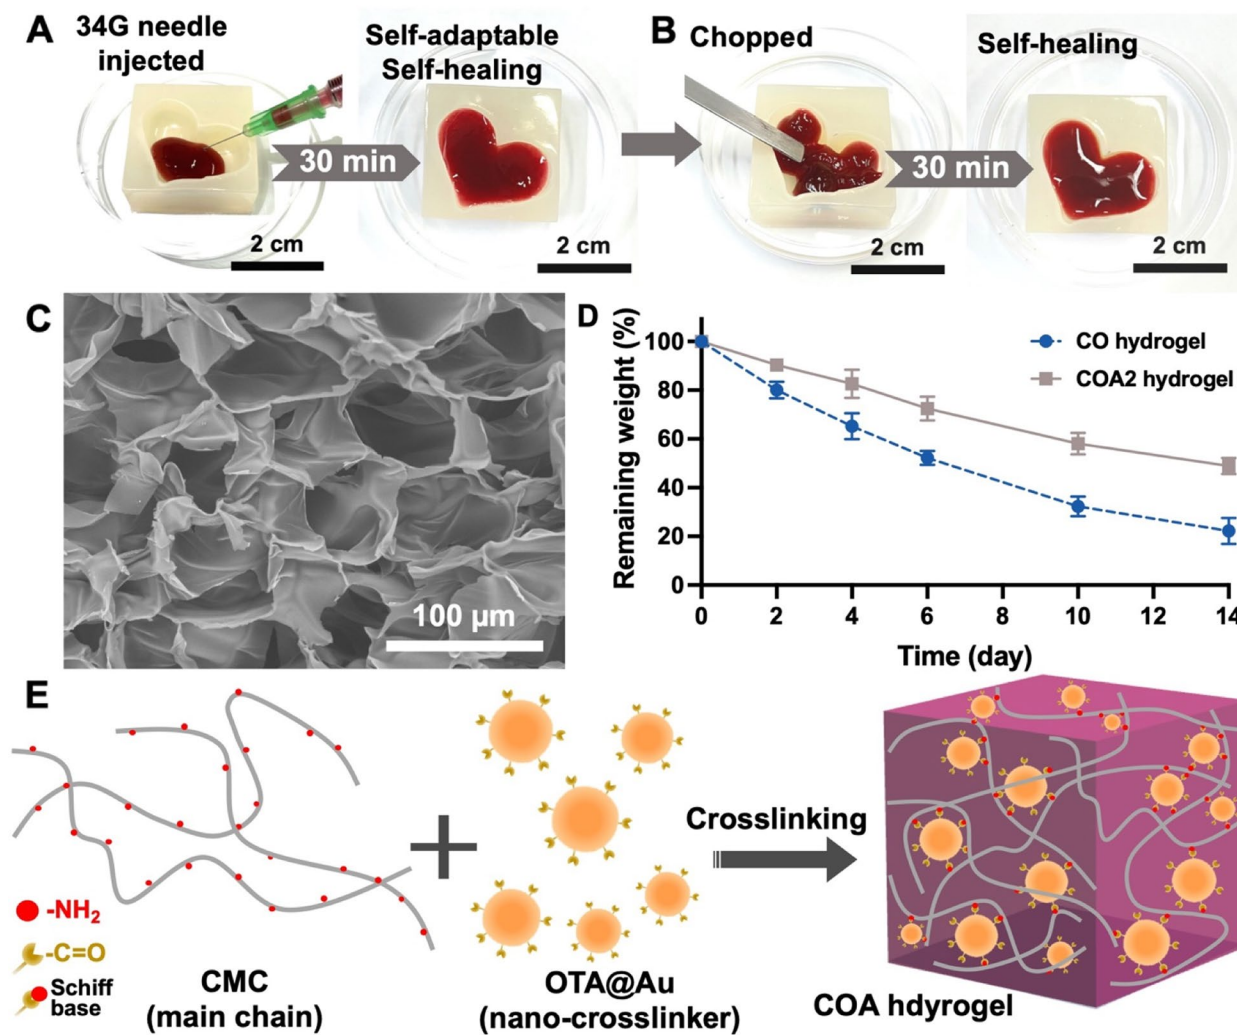 A
34G needle
injected
30 min
Self-adaptable
Self-healing
2 cm
2 cm
B
Chopped
30 min
Self-healing
2 cm
2 cm
C
100 µm
D
Remaining weight (%)
100
80
60
40
20
0
0 2 4 6 8 10 12 14
Time (day)
CO hydrogel
COA2 hydrogel
E
-NH₂
-C=O
Schiff
base
CMC
(main chain)
OTA@Au
(nano-crosslinker)
Crosslinking
COA hdyrogel